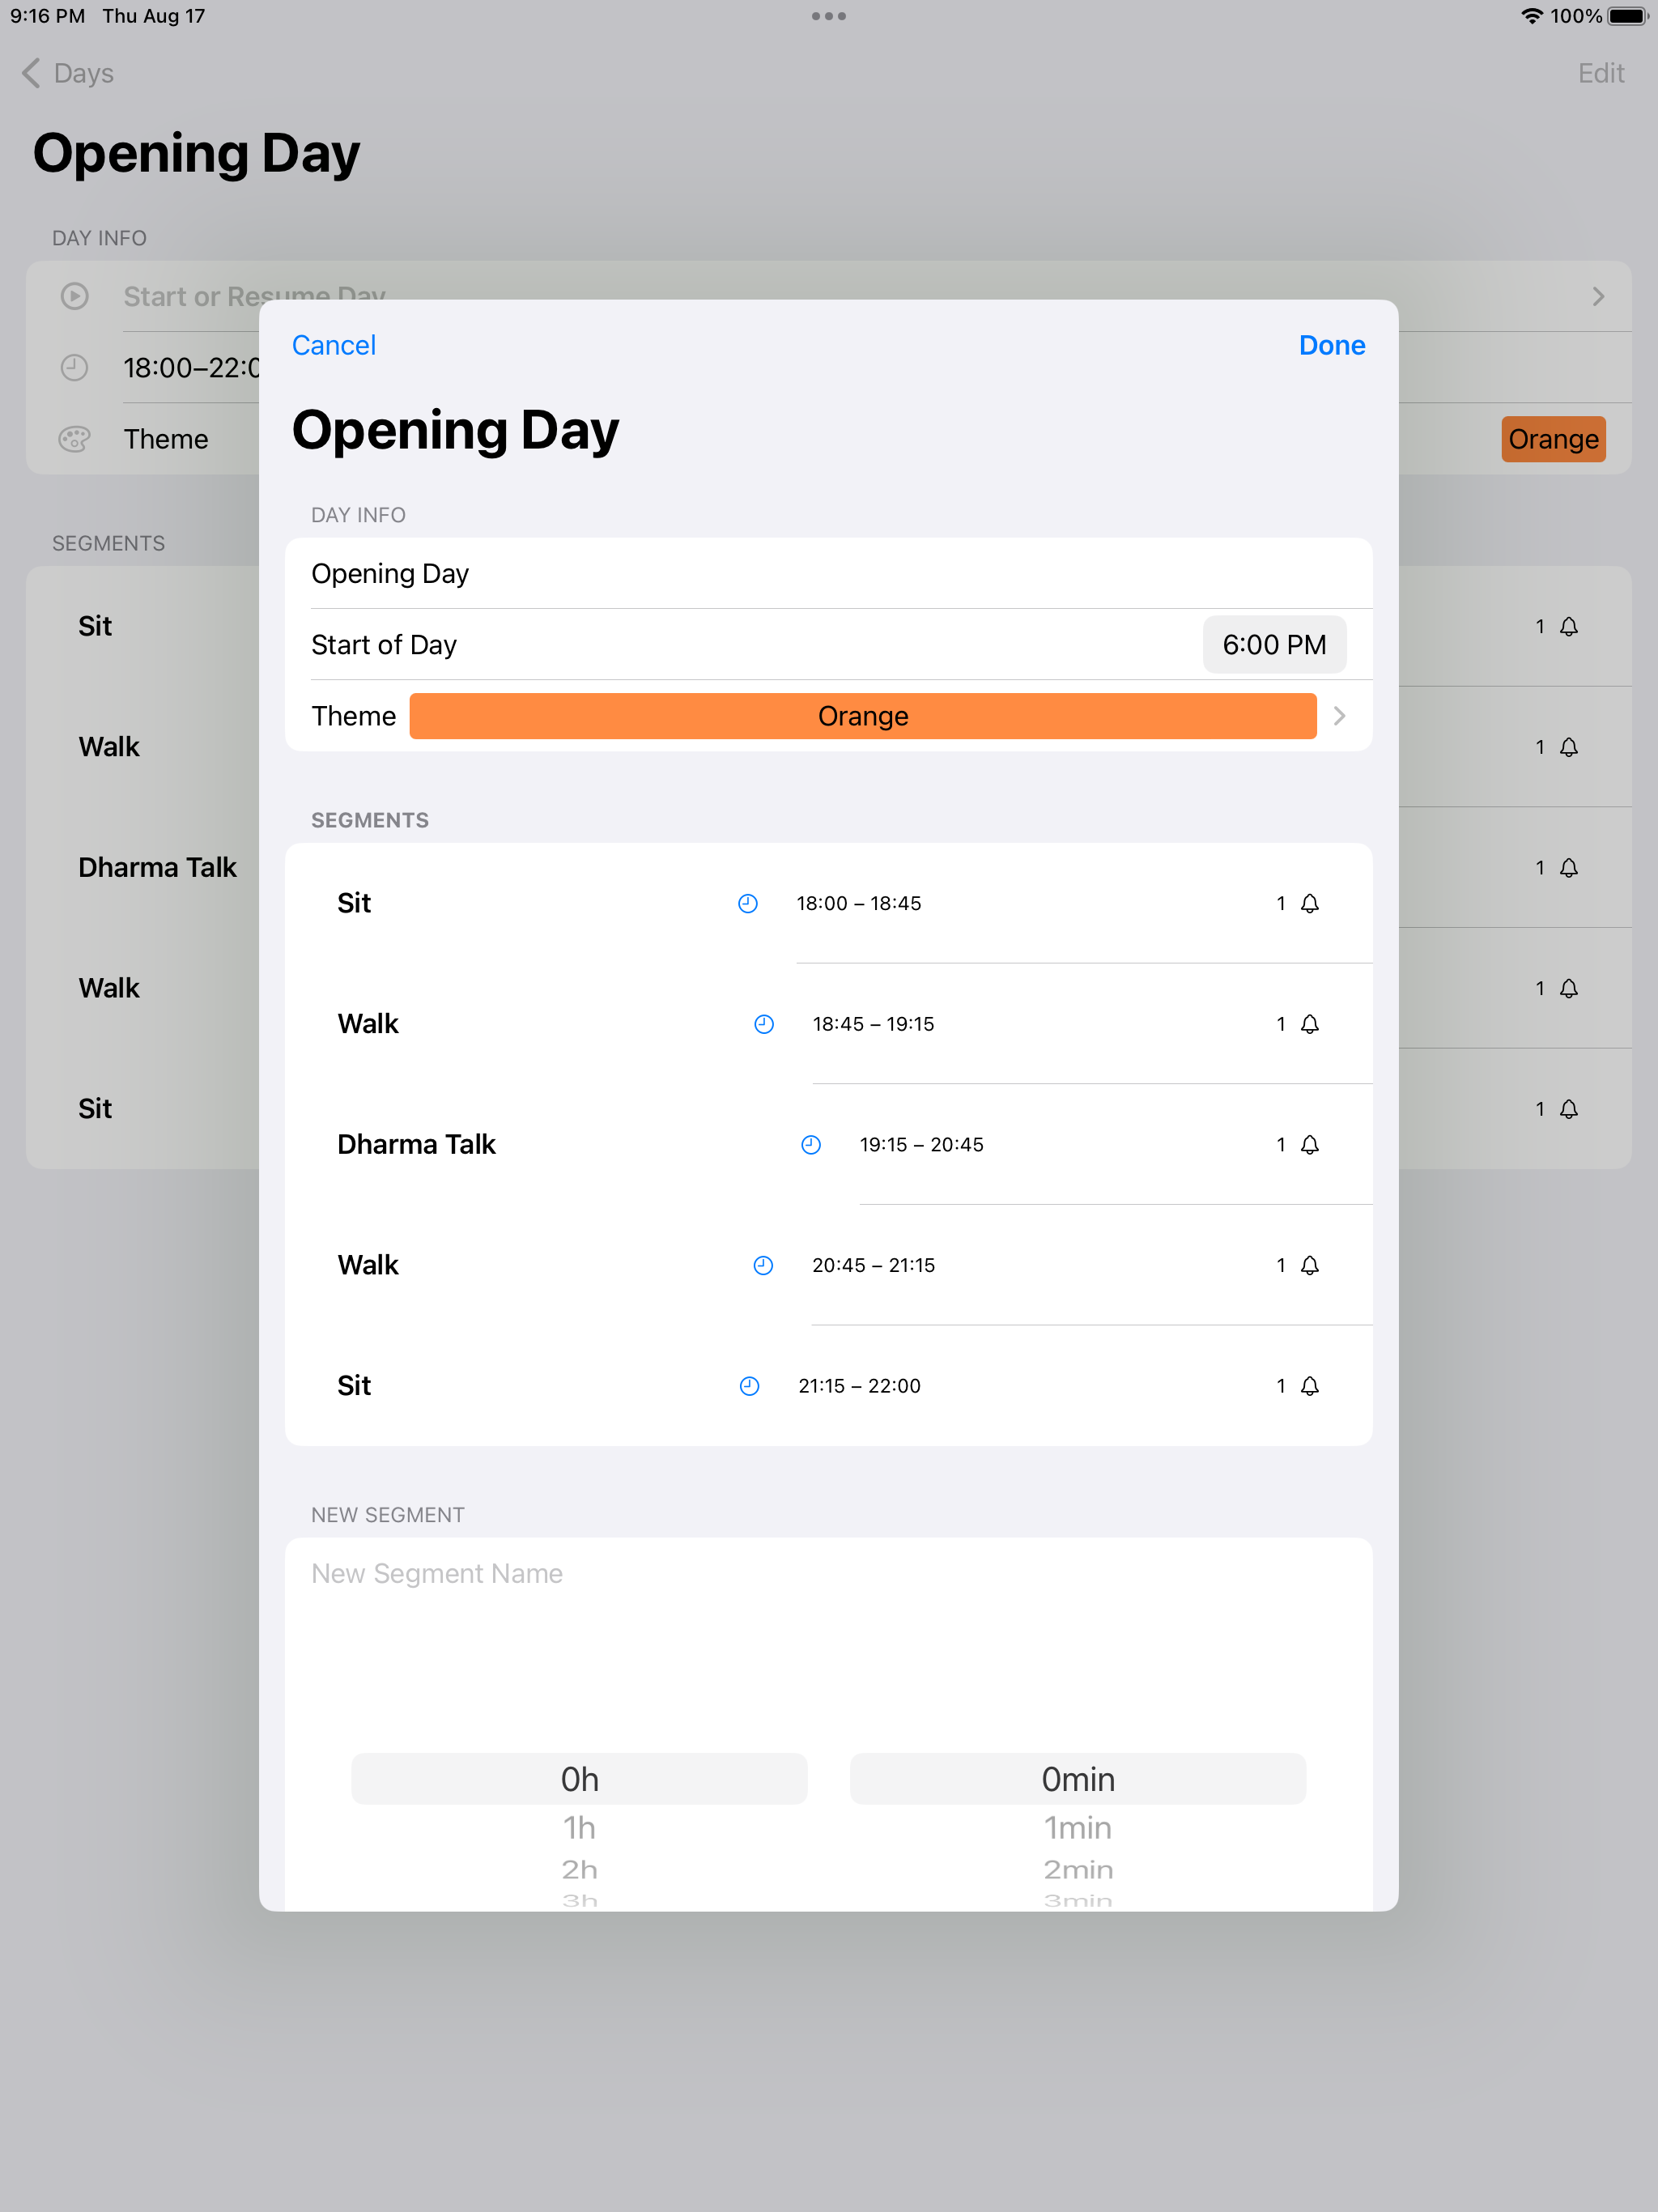 9:16 PM Thu Aug 17
100%
Days
Edit
Opening Day
DAY INFO
Start or Resume Day
18:00–22:0
Theme
Orange
SEGMENTS
Sit
1
Walk
1
Dharma Talk
1
Walk
1
Sit
1
Cancel
Done
Opening Day
DAY INFO
Opening Day
Start of Day 6:00 PM
Theme Orange
SEGMENTS
Sit 18:00 – 18:45 1
Walk 18:45 – 19:15 1
Dharma Talk 19:15 – 20:45 1
Walk 20:45 – 21:15 1
Sit 21:15 – 22:00 1
NEW SEGMENT
New Segment Name
0h 0min
1h 1min
2h 2min
3h 3min